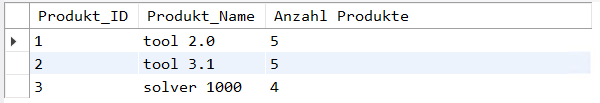 Produkt_ID Produkt_Name Anzahl Produkte
1 tool 2.0 5
2 tool 3.1 5
3 solver 1000 4